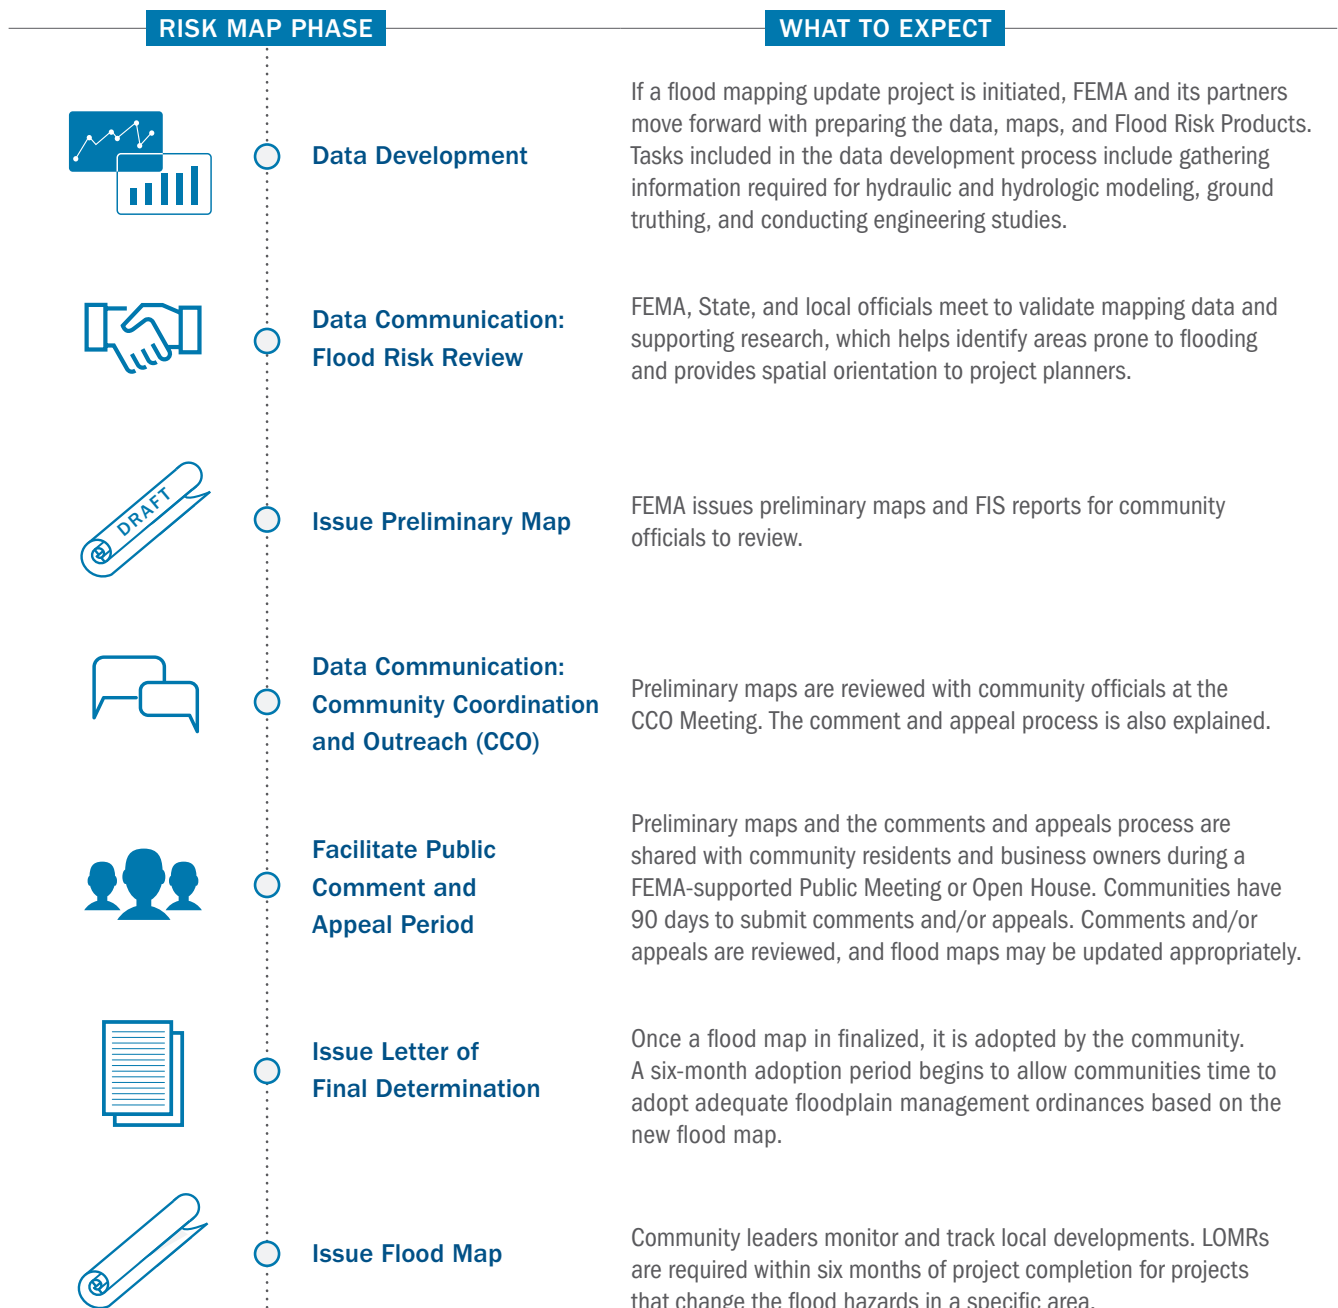 RISK MAP PHASE
WHAT TO EXPECT
Data Development
If a flood mapping update project is initiated, FEMA and its partners
move forward with preparing the data, maps, and Flood Risk Products.
Tasks included in the data development process include gathering
information required for hydraulic and hydrologic modeling, ground
truthing, and conducting engineering studies.
Data Communication:
Flood Risk Review
FEMA, State, and local officials meet to validate mapping data and
supporting research, which helps identify areas prone to flooding
and provides spatial orientation to project planners.
DRAFT
Issue Preliminary Map
FEMA issues preliminary maps and FIS reports for community
officials to review.
Data Communication:
Community Coordination
and Outreach (CCO)
Preliminary maps are reviewed with community officials at the
CCO Meeting. The comment and appeal process is also explained.
Facilitate Public
Comment and
Appeal Period
Preliminary maps and the comments and appeals process are
shared with community residents and business owners during a
FEMA-supported Public Meeting or Open House. Communities have
90 days to submit comments and/or appeals. Comments and/or
appeals are reviewed, and flood maps may be updated appropriately.
Issue Letter of
Final Determination
Once a flood map in finalized, it is adopted by the community.
A six-month adoption period begins to allow communities time to
adopt adequate floodplain management ordinances based on the
new flood map.
Issue Flood Map
Community leaders monitor and track local developments. LOMRs
are required within six months of project completion for projects
that change the flood hazards in a specific area.